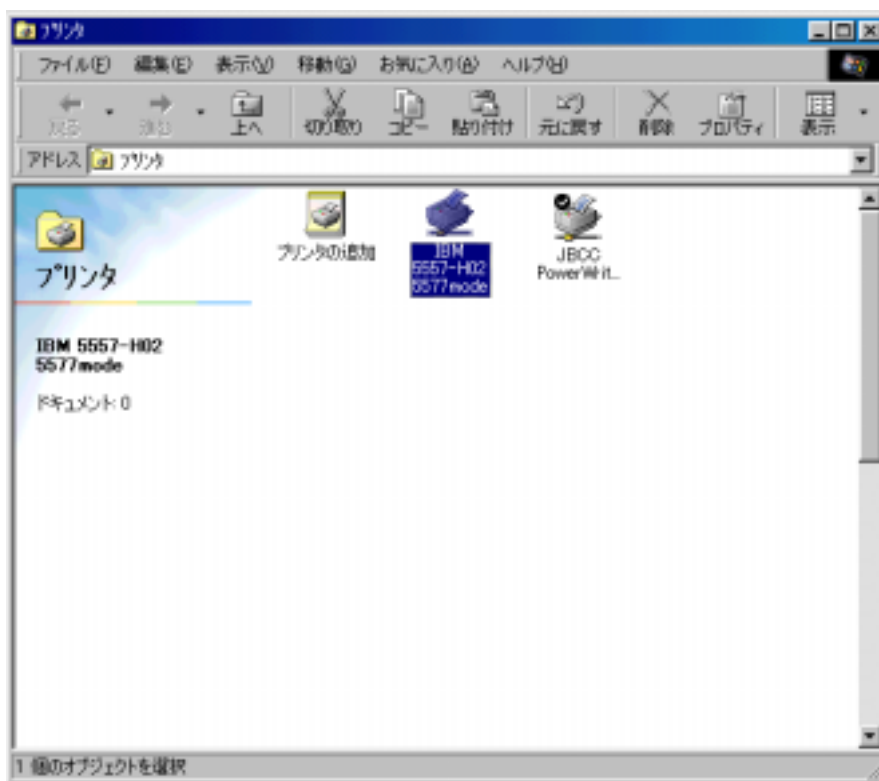 プリンタ
ファイル(F) 編集(E) 表示(V) 移動(G) お気に入り(A) ヘルプ(H)
戻る 進む 上へ 切り取り コピー 貼り付け 元に戻す 削除 プロパティ 表示
アドレス プリンタ
プリンタ
IBM 5557-H02
5577mode
ドキュメント: 0
プリンタの追加
IBM
5557-H02
5577mode
JBCC
PowerWrit...
1 個のオブジェクトを選択